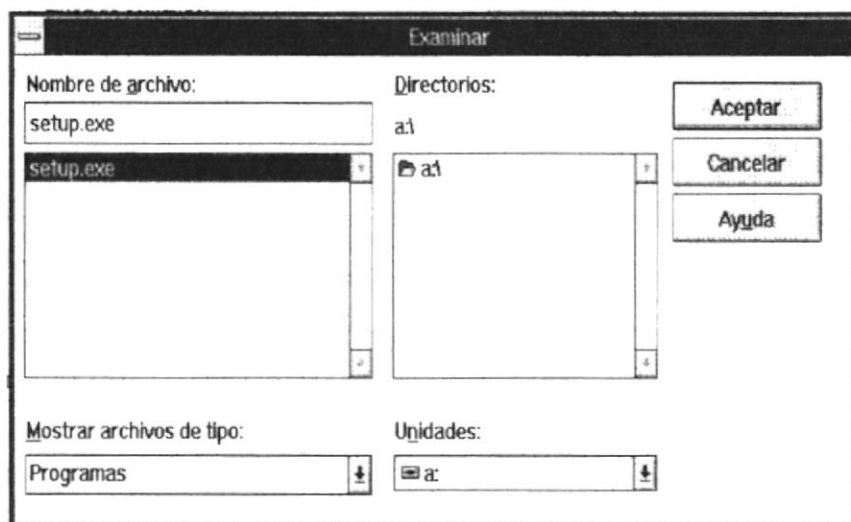 Examinar
Nombre de archivo:
setup.exe
setup.exe
Directorios:
a:\
a:\
Aceptar
Cancelar
Ayuda
Mostrar archivos de tipo:
Programas
Unidades:
a: